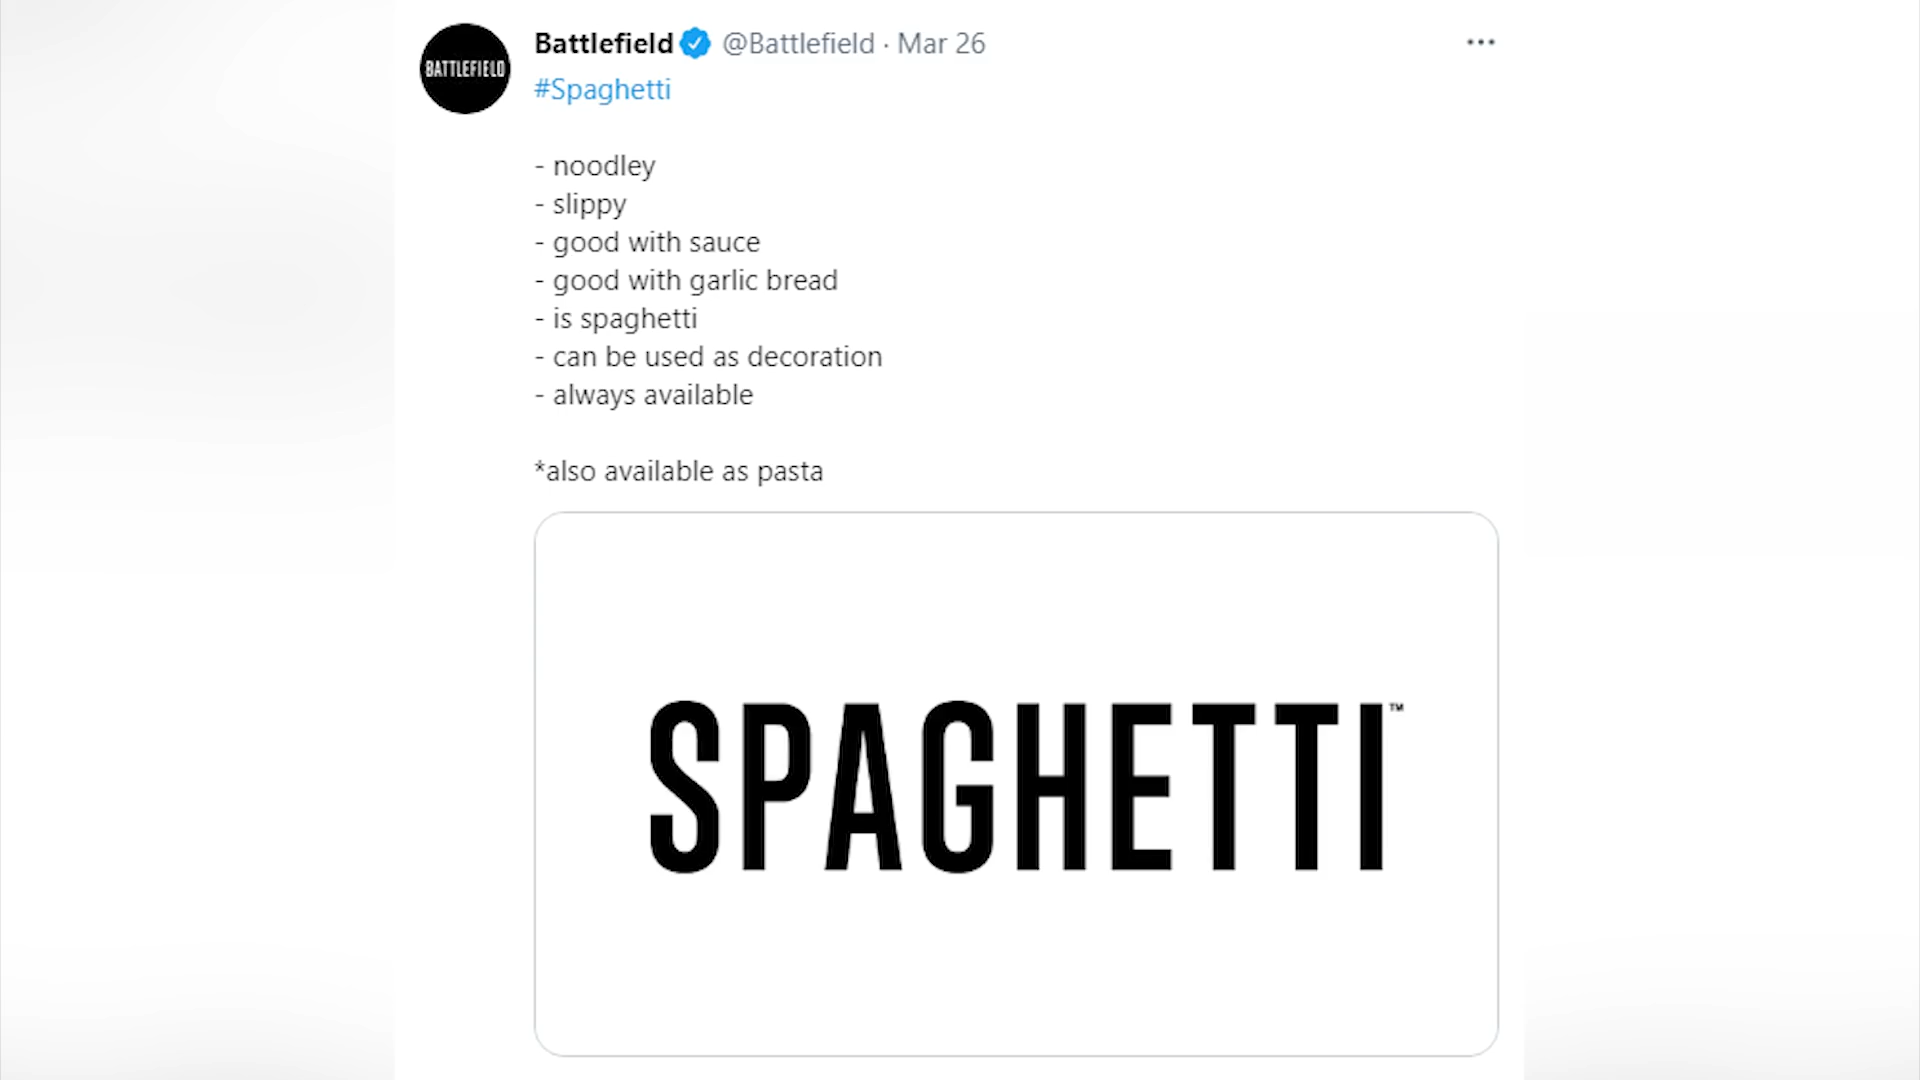 BATTLEFIELD
Battlefield @Battlefield · Mar 26
#Spaghetti
- noodley
- slippy
- good with sauce
- good with garlic bread
- is spaghetti
- can be used as decoration
- always available
*also available as pasta
SPAGHETTI™